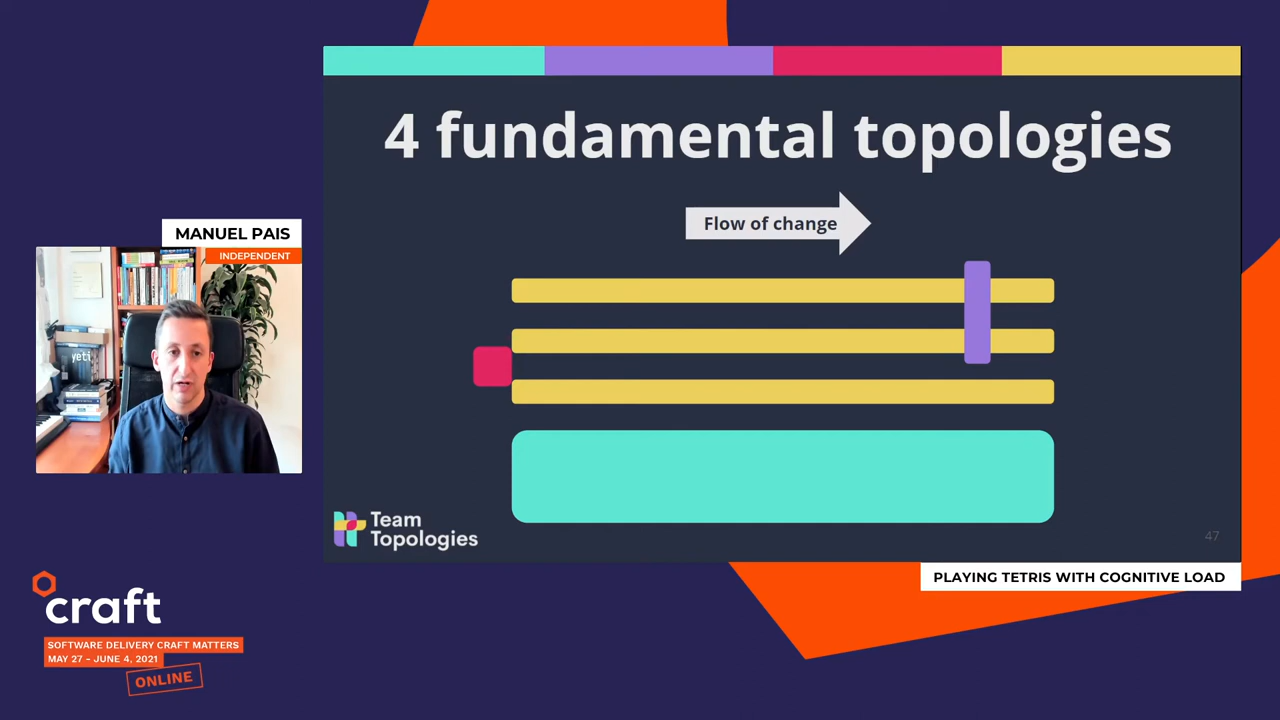 4 fundamental topologies
Flow of change
MANUEL PAIS
INDEPENDENT
yeti
Team
Topologies
47
PLAYING TETRIS WITH COGNITIVE LOAD
craft
SOFTWARE DELIVERY CRAFT MATTERS
MAY 27 - JUNE 4, 2021
ONLINE